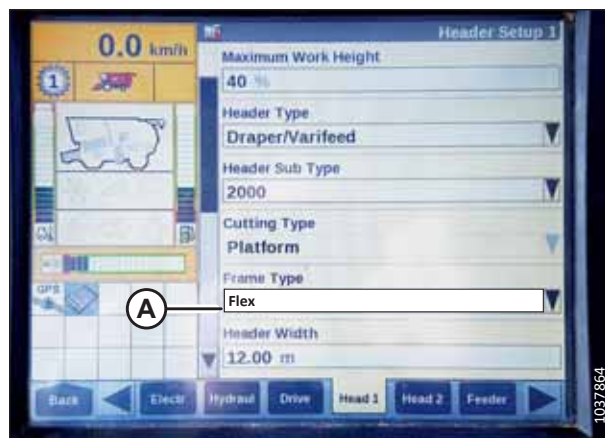 0.0 km/h
Header Setup 1
Maximum Work Height
40 %
1
Header Type
Draper/Varifeed
Header Sub Type
2000
Cutting Type
Platform
Frame Type
GPS
A
Flex
Header Width
12.00 m
Back
Electr
Hydraul
Drive
Head 1
Head 2
Feeder
1037864